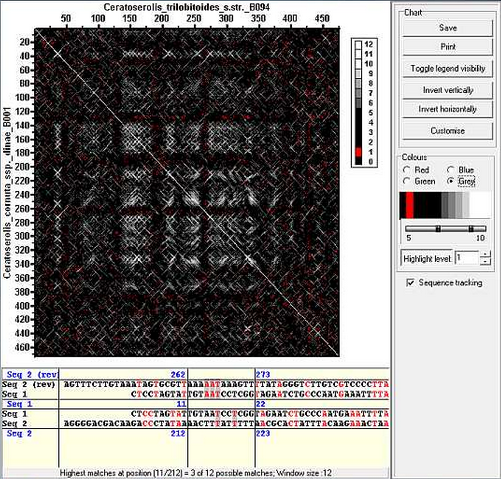 Ceratoserolis_trilobitoides_s.str._B094
50 100 150 200 250 300 350 400 450
Ceratoserolis_cornuta_ssp._dinae_B001
20
40
60
80
100
120
140
160
180
200
220
240
260
280
300
320
340
360
380
400
420
440
460
12
11
10
9
8
7
6
5
4
3
2
1
0
Chart
Save
Print
Toggle legend visibility
Invert vertically
Invert horizontally
Customise
Colours
Red Blue
Green Grey
5 10
Highlight level: 1
Sequence tracking
Seq 2 (rev) 262 273
Seq 2 (rev) AGTTTCTTGTAAATAGTGCGTTAAAAATAAAGTTTTATAGGGTCTTGTCGTCCCCTTA
Seq 1 CTCCTAGTATTGTAATCCTCGGTAGAATCTGCCCAATGAAATTTA
Seq 1 11 22
Seq 1 CTCCTAGTATTGTAATCCTCGGTAGAATCTGCCCAATGAAATTTA
Seq 2 AGGGGACGACAAGACCCTATAAAACTTTATTTTTAACGCACTATTTACAAGAAACTAA
Seq 2 212 223
Highest matches at position (11/212) = 3 of 12 possible matches; Window size :12